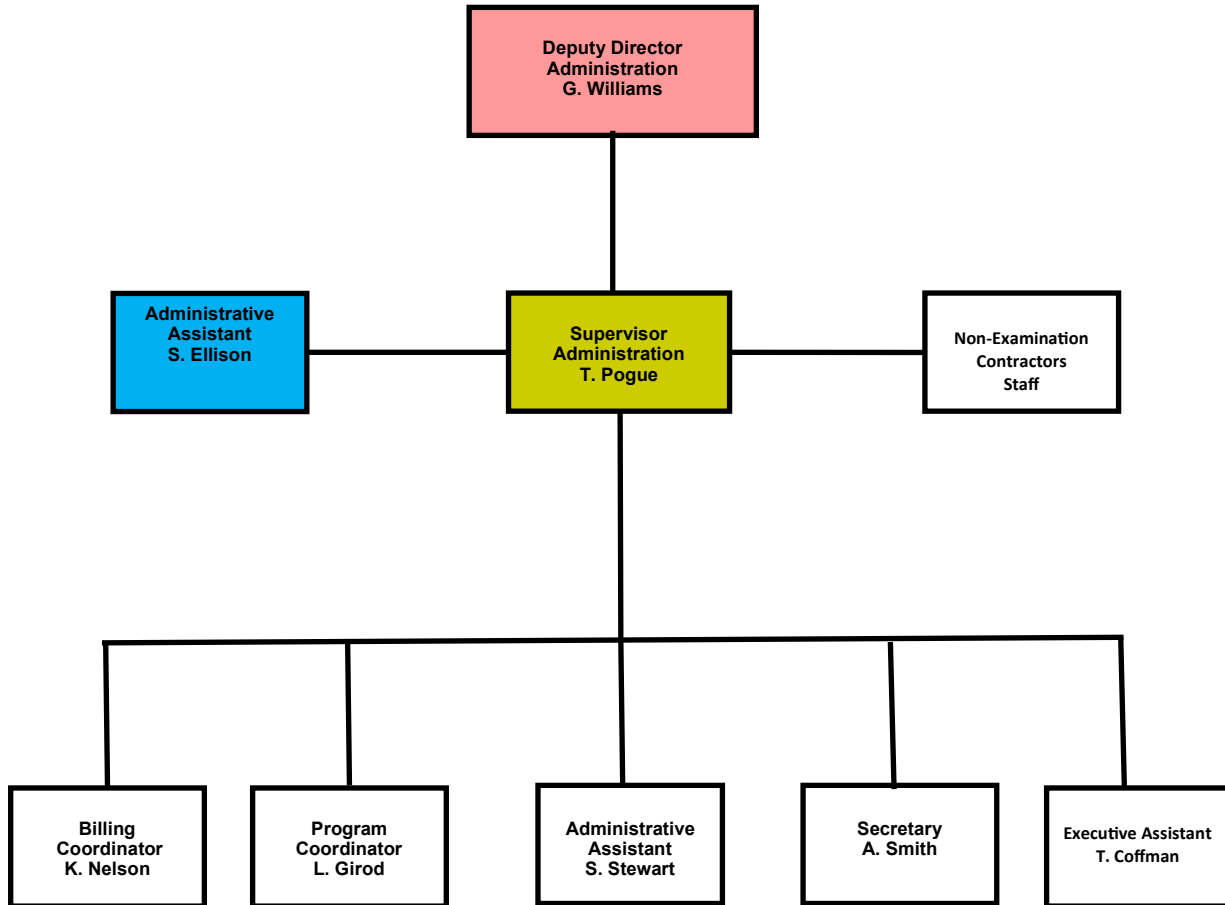 Deputy Director
Administration
G. Williams
Administrative
Assistant
S. Ellison
Supervisor
Administration
T. Pogue
Non-Examination
Contractors
Staff
Billing
Coordinator
K. Nelson
Program
Coordinator
L. Girod
Administrative
Assistant
S. Stewart
Secretary
A. Smith
Executive Assistant
T. Coffman